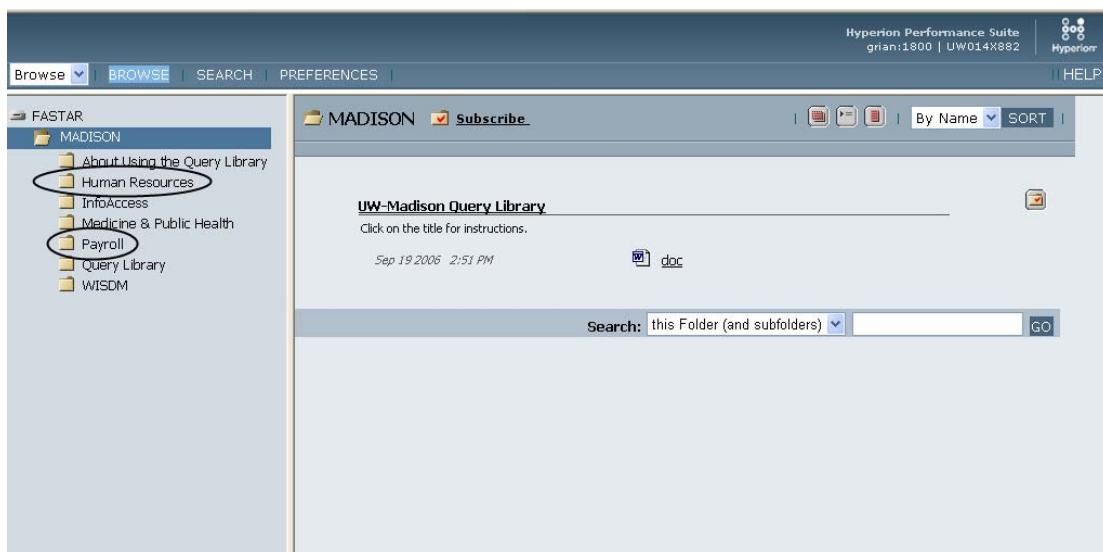 Hyperion Performance Suite
grian:1800 | UW014X882
Hyperion
Browse | BROWSE | SEARCH | PREFERENCES | || HELP
FASTAR
MADISON
About Using the Query Library
Human Resources
InfoAccess
Medicine & Public Health
Payroll
Query Library
WISDM
MADISON Subscribe | | By Name SORT |
UW-Madison Query Library
Click on the title for instructions.
Sep 19 2006 2:51 PM doc
Search: this Folder (and subfolders) GO